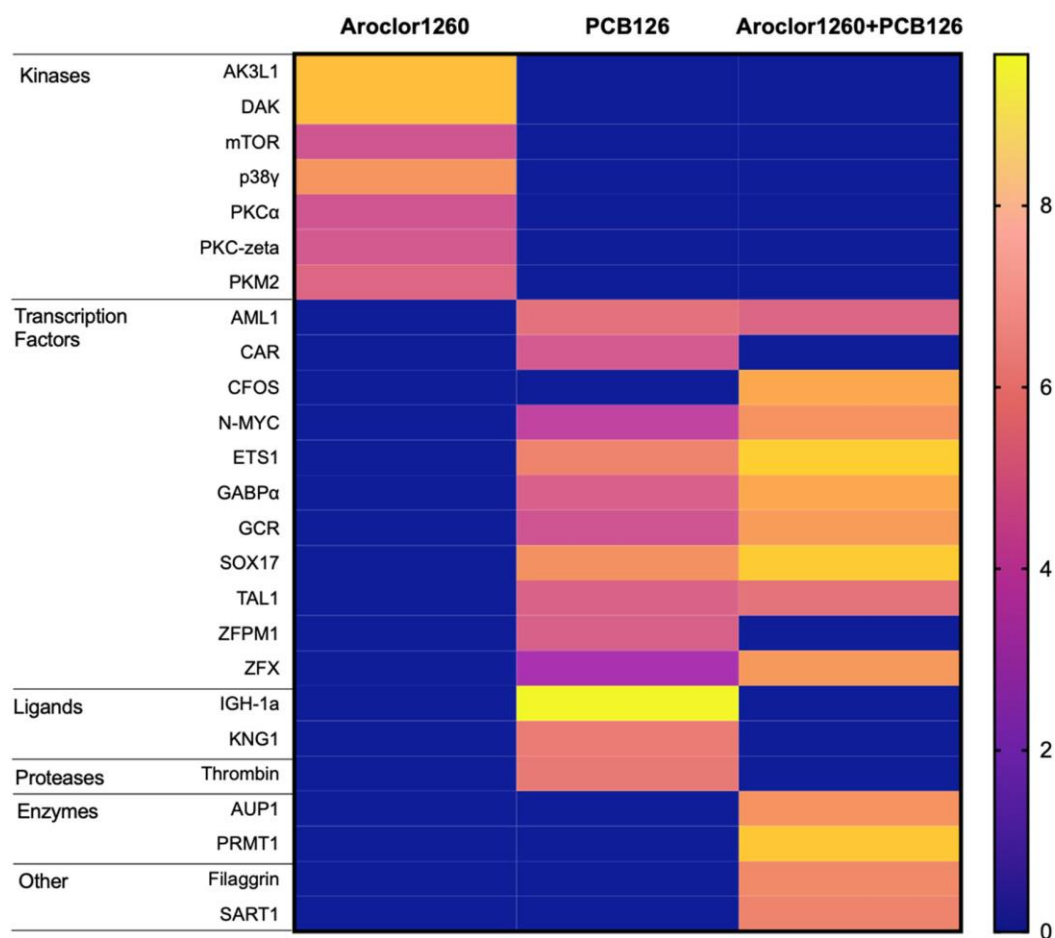 Aroclor1260 PCB126 Aroclor1260+PCB126
Kinases AK3L1
DAK
mTOR
p38γ
PKCα
PKC-zeta
PKM2
Transcription Factors AML1
CAR
CFOS
N-MYC
ETS1
GABPα
GCR
SOX17
TAL1
ZFPM1
ZFX
Ligands IGH-1a
KNG1
Proteases Thrombin
Enzymes AUP1
PRMT1
Other Filaggrin
SART1
8
6
4
2
0